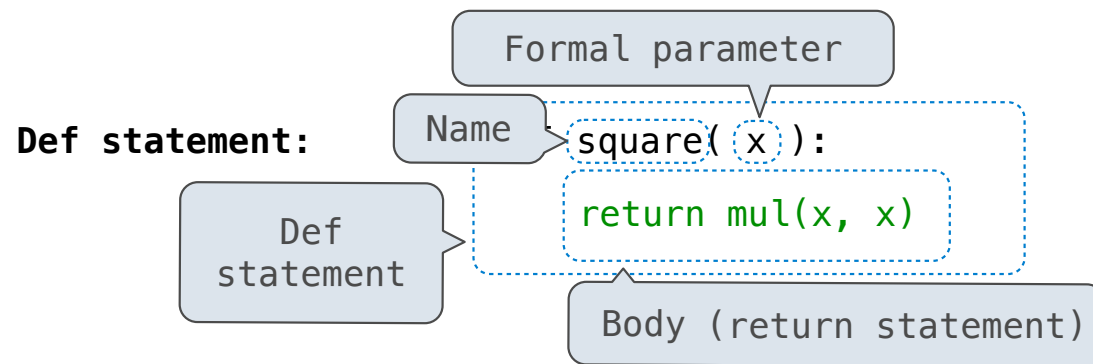 Formal parameter
Def statement:
Name
square( x ):
return mul(x, x)
Def
statement
Body (return statement)